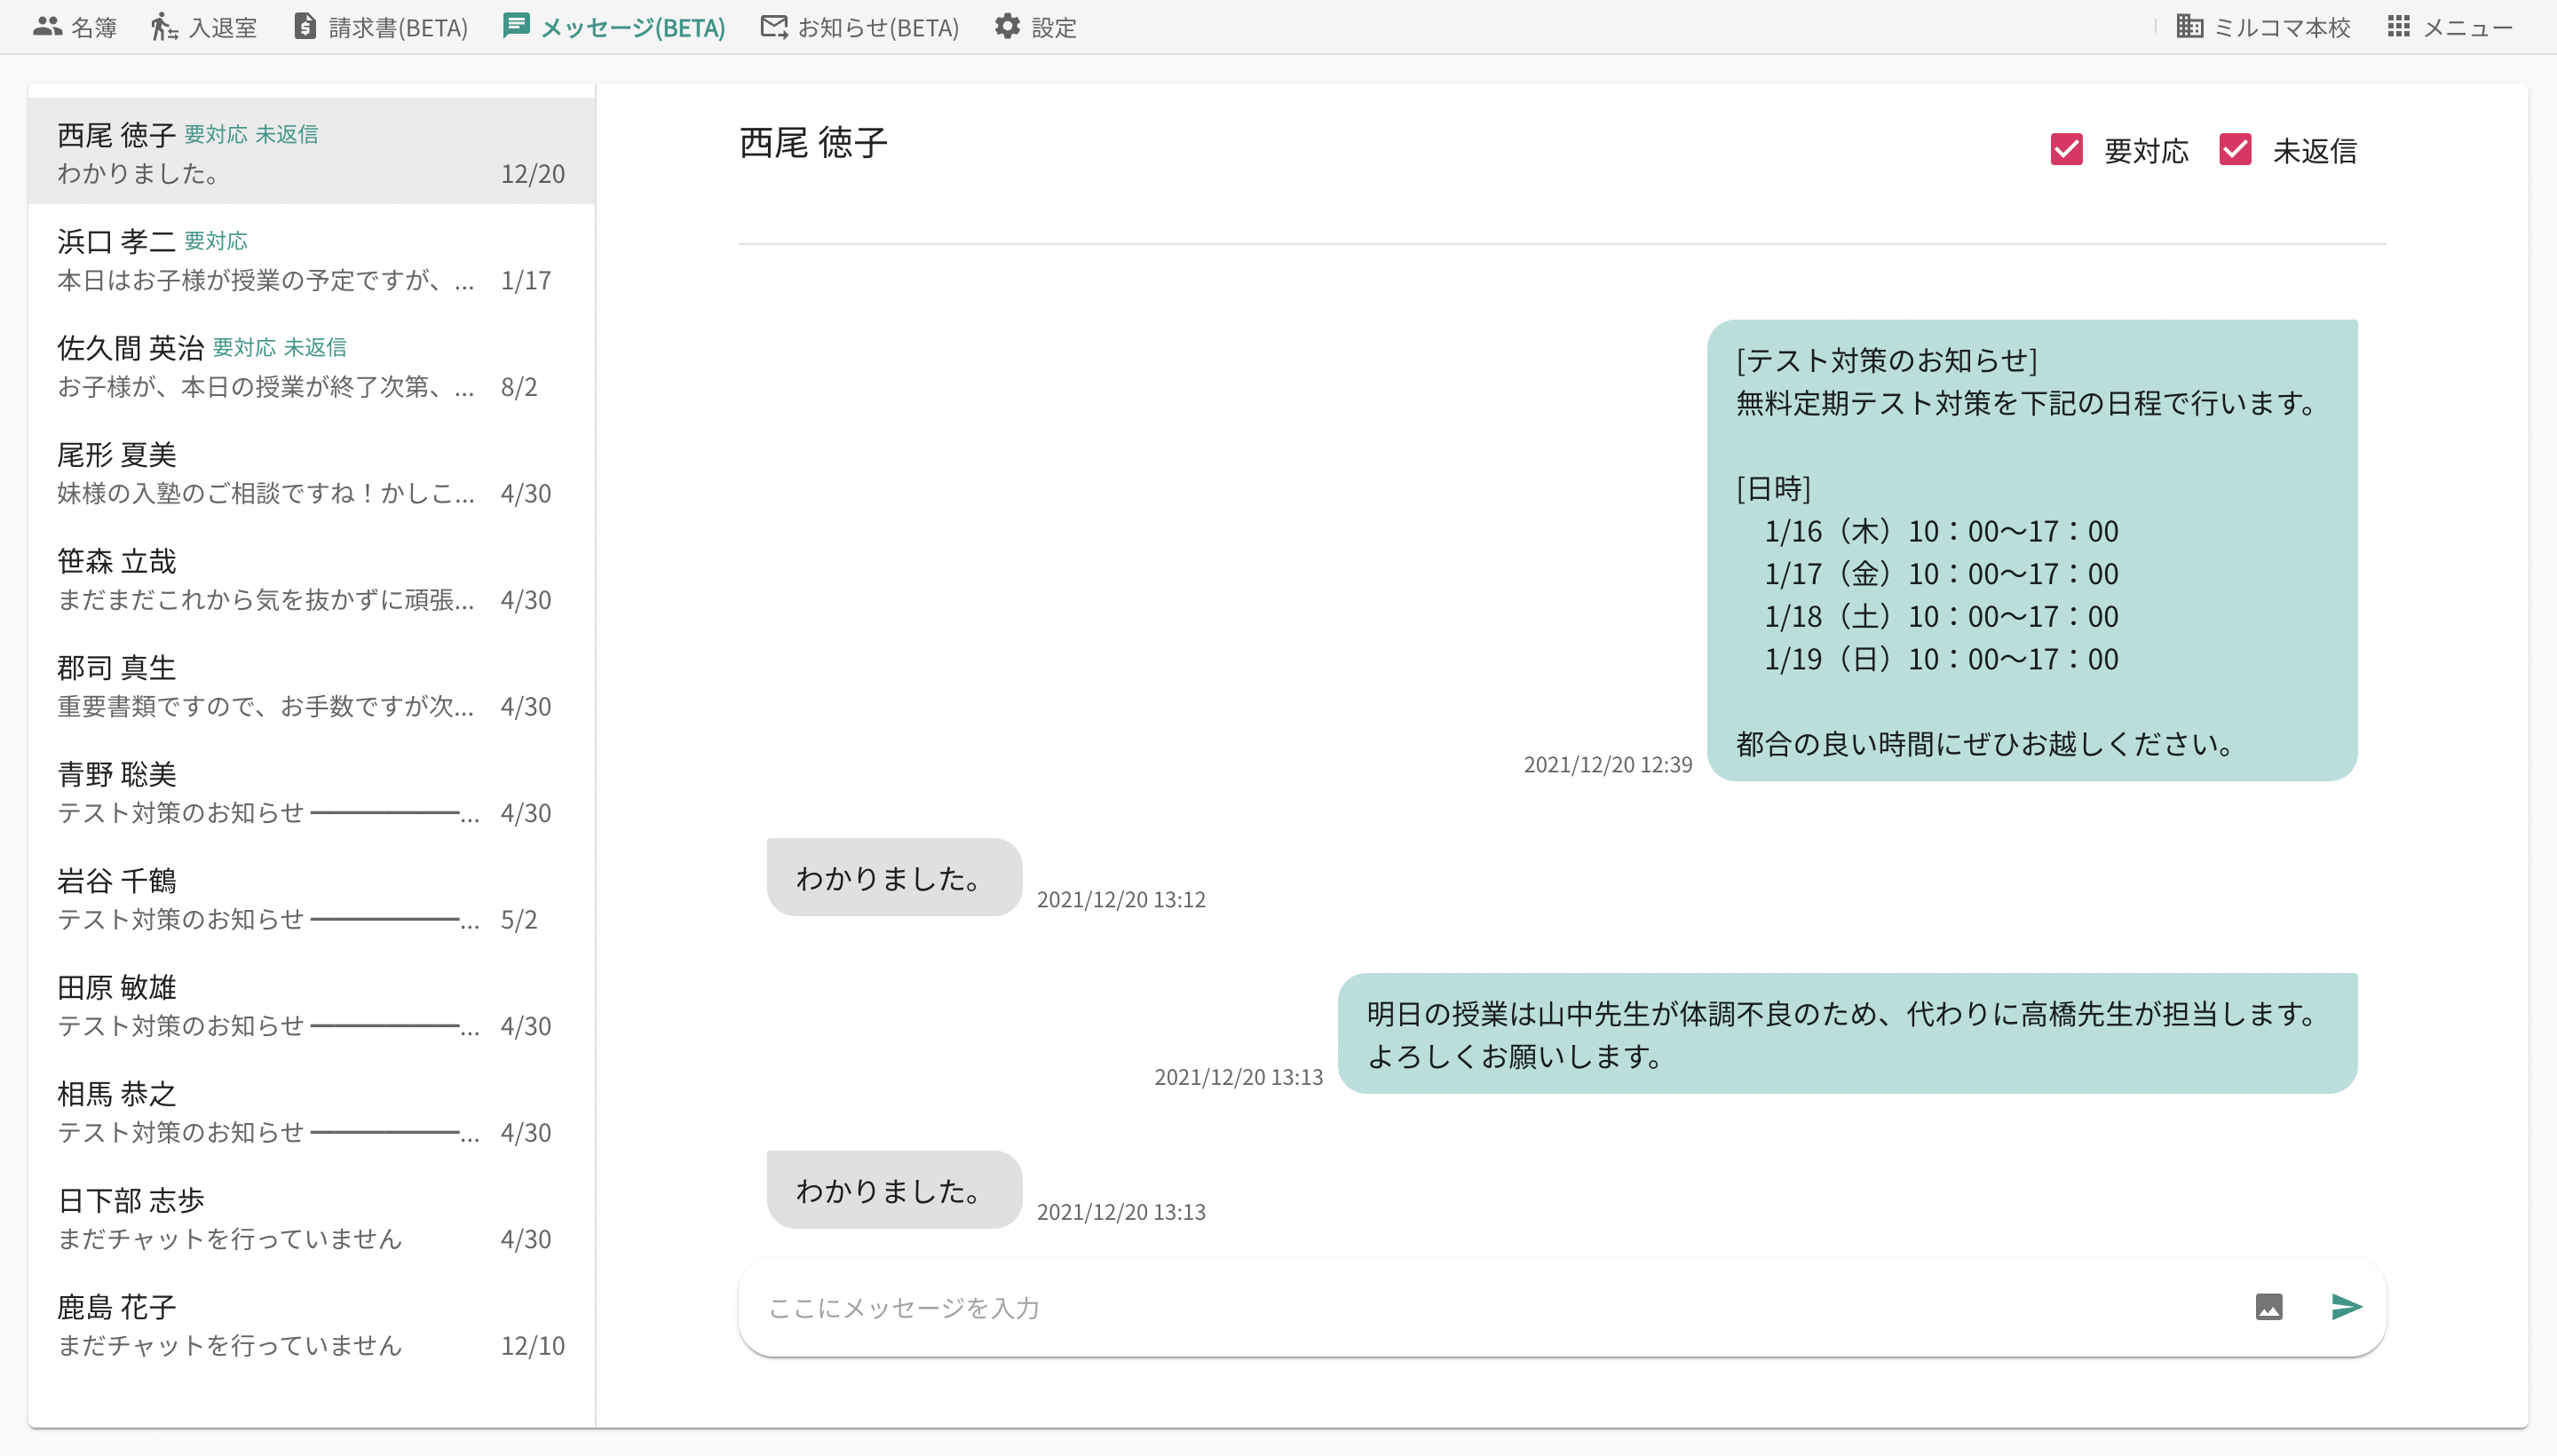 名簿 入退室 請求書(BETA) メッセージ(BETA) お知らせ(BETA) 設定 ミルコマ本校 メニュー
西尾 徳子 要対応 未返信
わかりました。 12/20
浜口 孝二 要対応
本日はお子様が授業の予定ですが、... 1/17
佐久間 英治 要対応 未返信
お子様が、本日の授業が終了次第、... 8/2
尾形 夏美
妹様の入塾のご相談ですね！かしこ... 4/30
笹森 立哉
まだまだこれから気を抜かずに頑張... 4/30
郡司 真生
重要書類ですので、お手数ですが次... 4/30
青野 聡美
テスト対策のお知らせ ━━━━━━... 4/30
岩谷 千鶴
テスト対策のお知らせ ━━━━━━... 5/2
田原 敏雄
テスト対策のお知らせ ━━━━━━... 4/30
相馬 恭之
テスト対策のお知らせ ━━━━━━... 4/30
日下部 志歩
まだチャットを行っていません 4/30
鹿島 花子
まだチャットを行っていません 12/10
西尾 徳子 要対応 未返信
[テスト対策のお知らせ]
無料定期テスト対策を下記の日程で行います。
[日時]
1/16（木）10：00〜17：00
1/17（金）10：00〜17：00
1/18（土）10：00〜17：00
1/19（日）10：00〜17：00
都合の良い時間にぜひお越しください。
2021/12/20 12:39
わかりました。
2021/12/20 13:12
明日の授業は山中先生が体調不良のため、代わりに高橋先生が担当します。
よろしくお願いします。
2021/12/20 13:13
わかりました。
2021/12/20 13:13
ここにメッセージを入力